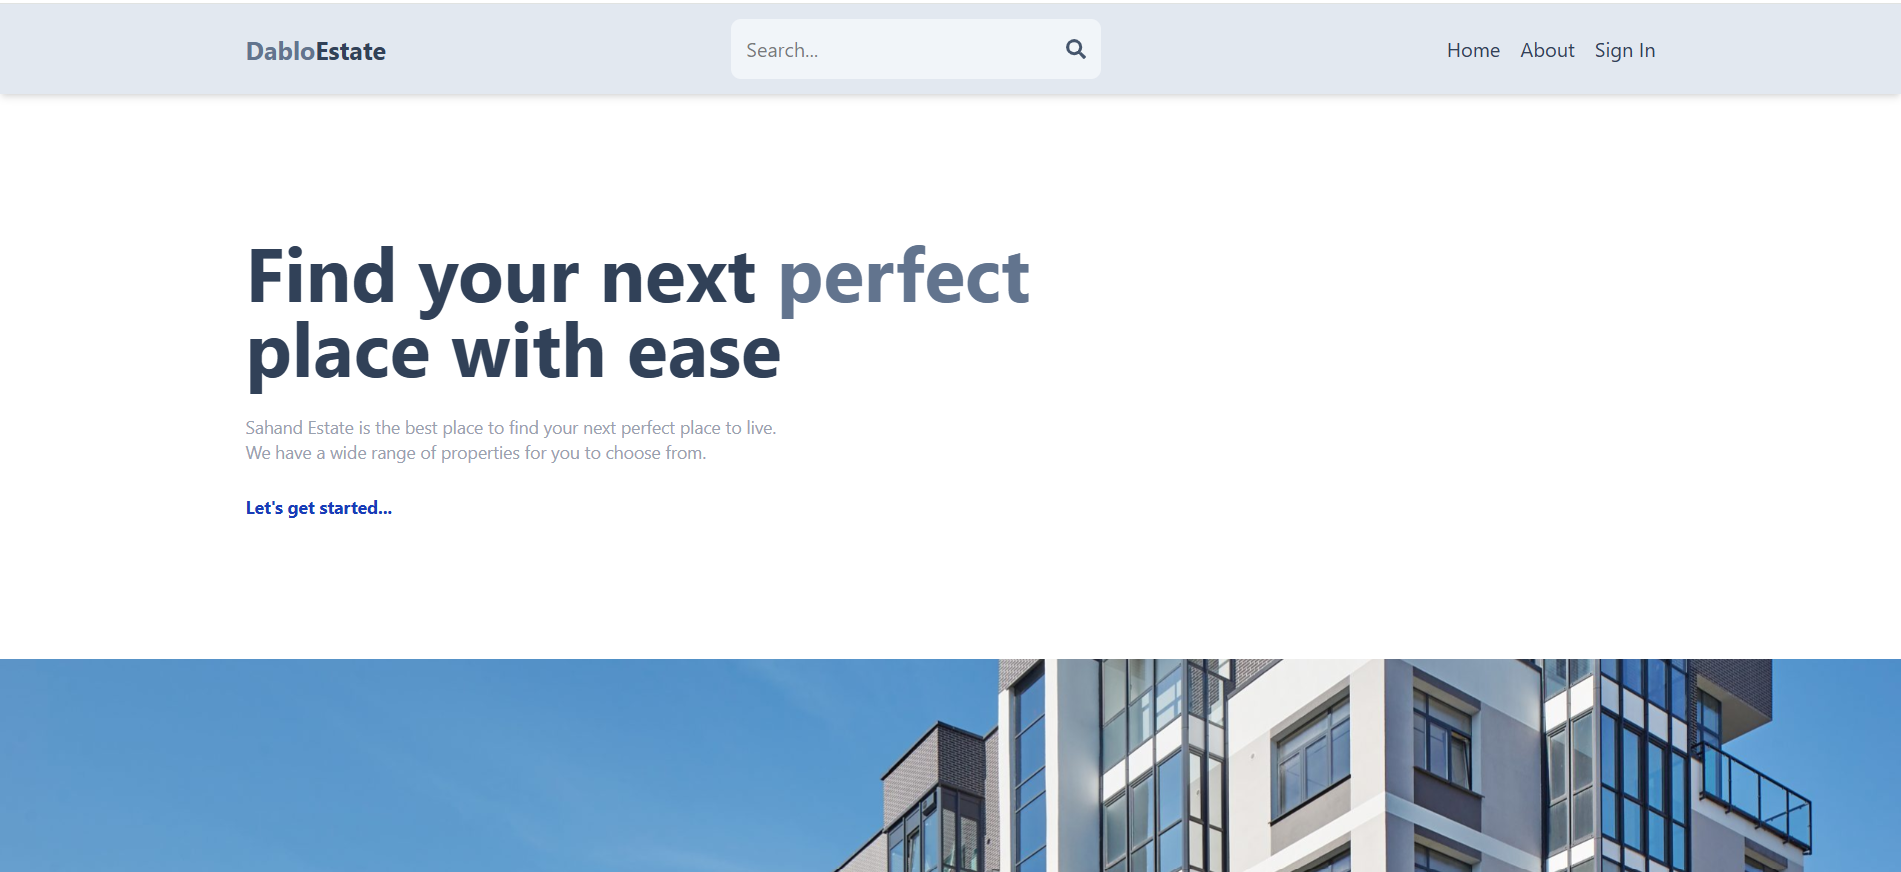 DabloEstate
Search...
Home
About
Sign In
Find your next perfect
place with ease
Sahand Estate is the best place to find your next perfect place to live.
We have a wide range of properties for you to choose from.
Let's get started...